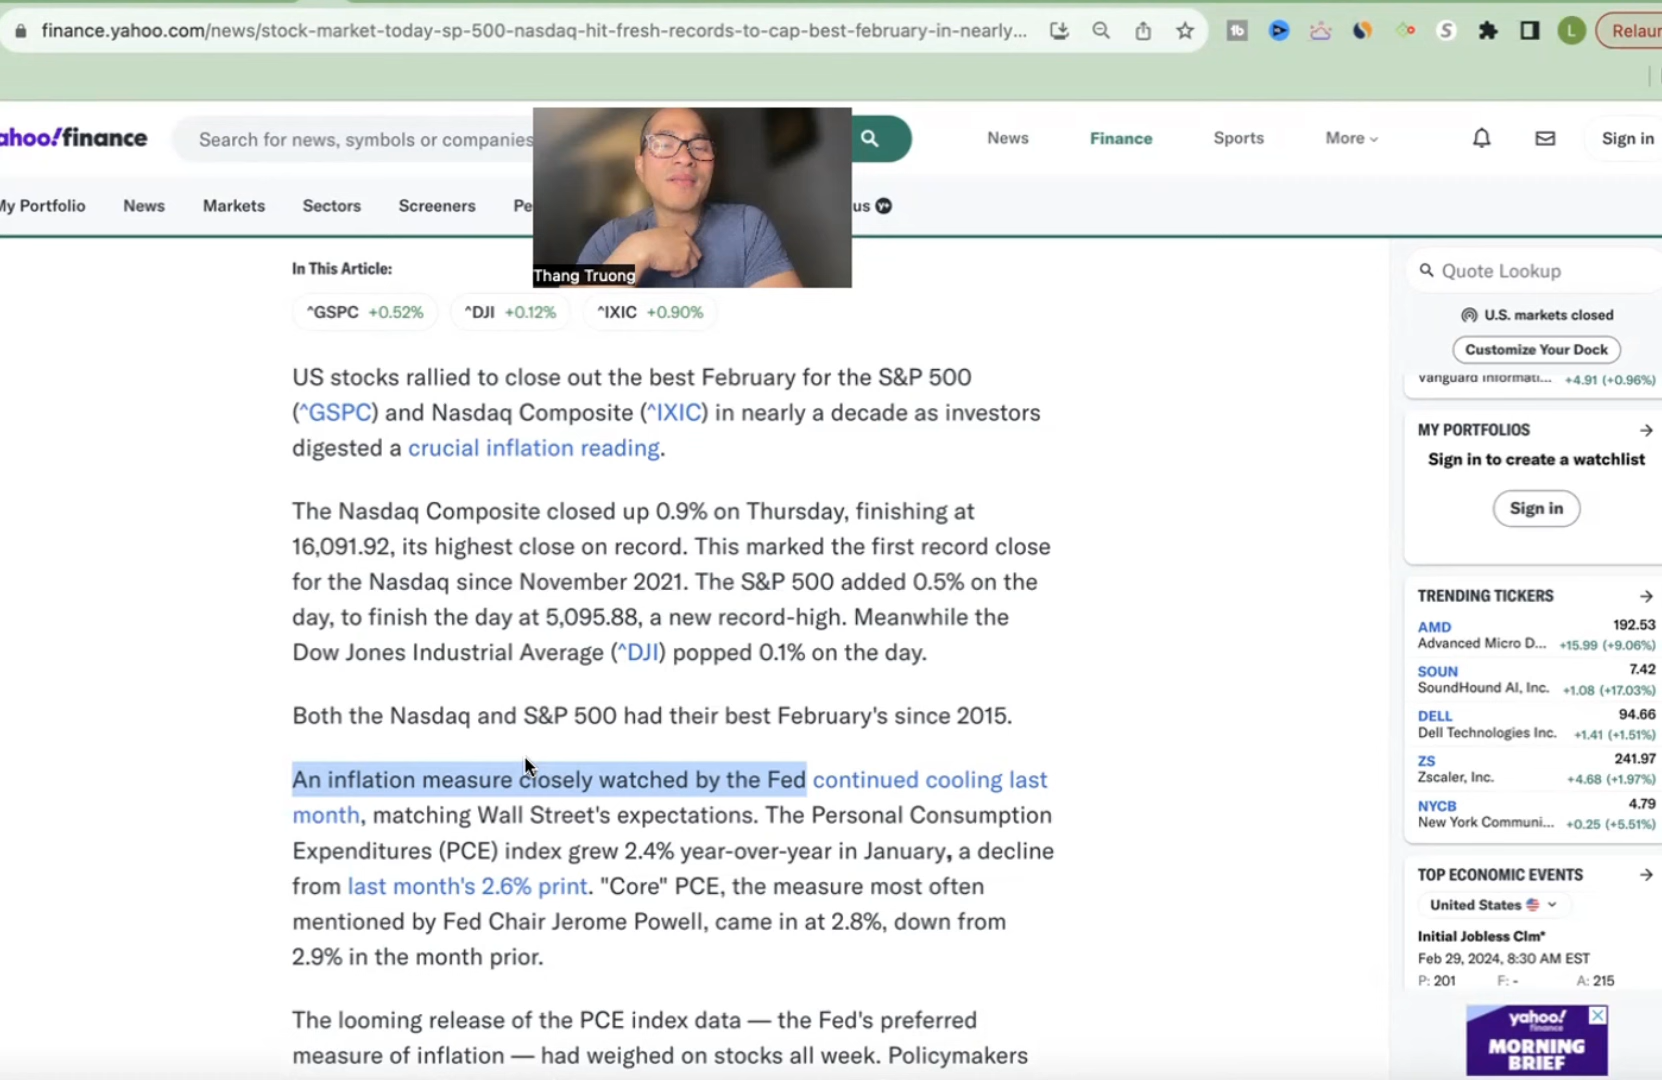 finance.yahoo.com/news/stock-market-today-sp-500-nasdaq-hit-fresh-records-to-cap-best-february-in-nearly...
tb
S
L
Relaun
ahoo!finance
Search for news, symbols or companies
News
Finance
Sports
More
Sign in
My Portfolio
News
Markets
Sectors
Screeners
Pe
us
Y+
Thang Truong
In This Article:
^GSPC +0.52%
^DJI +0.12%
^IXIC +0.90%
US stocks rallied to close out the best February for the S&P 500
(^GSPC) and Nasdaq Composite (^IXIC) in nearly a decade as investors
digested a crucial inflation reading.
The Nasdaq Composite closed up 0.9% on Thursday, finishing at
16,091.92, its highest close on record. This marked the first record close
for the Nasdaq since November 2021. The S&P 500 added 0.5% on the
day, to finish the day at 5,095.88, a new record-high. Meanwhile the
Dow Jones Industrial Average (^DJI) popped 0.1% on the day.
Both the Nasdaq and S&P 500 had their best February's since 2015.
An inflation measure closely watched by the Fed continued cooling last
month, matching Wall Street's expectations. The Personal Consumption
Expenditures (PCE) index grew 2.4% year-over-year in January, a decline
from last month's 2.6% print. "Core" PCE, the measure most often
mentioned by Fed Chair Jerome Powell, came in at 2.8%, down from
2.9% in the month prior.
The looming release of the PCE index data — the Fed's preferred
measure of inflation — had weighed on stocks all week. Policymakers
Quote Lookup
U.S. markets closed
Customize Your Dock
Vanguard Informati... +4.91 (+0.96%)
MY PORTFOLIOS
Sign in to create a watchlist
Sign in
TRENDING TICKERS
AMD 192.53
Advanced Micro D... +15.99 (+9.06%)
SOUN 7.42
SoundHound AI, Inc. +1.08 (+17.03%)
DELL 94.66
Dell Technologies Inc. +1.41 (+1.51%)
ZS 241.97
Zscaler, Inc. +4.68 (+1.97%)
NYCB 4.79
New York Communi... +0.25 (+5.51%)
TOP ECONOMIC EVENTS
United States
Initial Jobless Clm*
Feb 29, 2024, 8:30 AM EST
P: 201 F: - A: 215
yahoo!
finance
MORNING
BRIEF